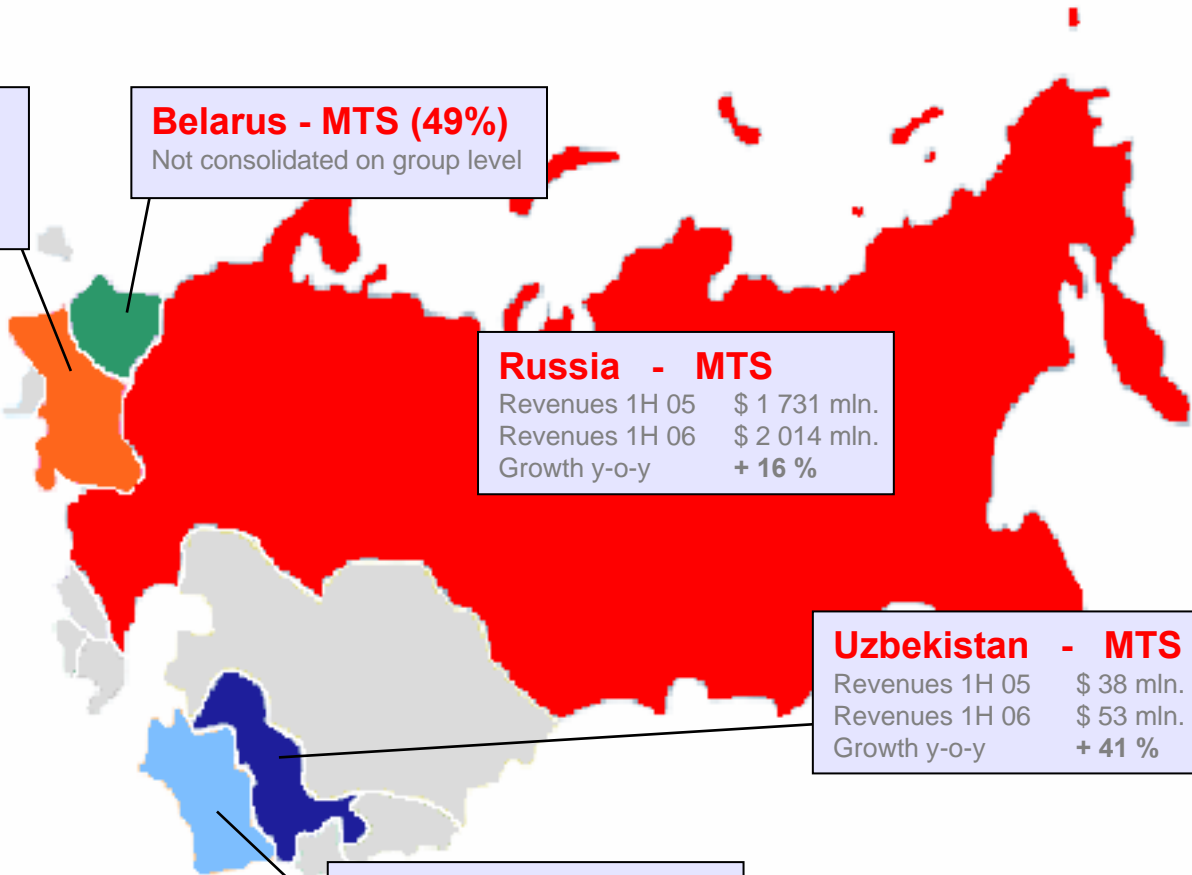 Belarus - MTS (49%)
Not consolidated on group level
Russia - MTS
Revenues 1H 05 $ 1 731 mln.
Revenues 1H 06 $ 2 014 mln.
Growth y-o-y + 16 %
Uzbekistan - MTS
Revenues 1H 05 $ 38 mln.
Revenues 1H 06 $ 53 mln.
Growth y-o-y + 41 %